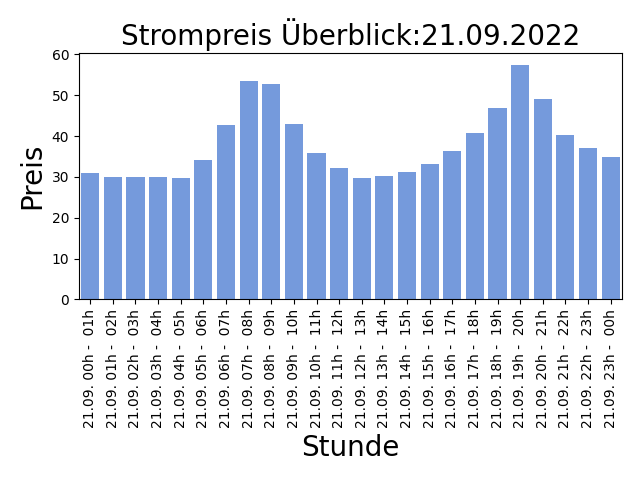 Strompreis Überblick:21.09.2022
Preis
60
50
40
30
20
10
0
21.09. 00h -   01h
21.09. 01h -   02h
21.09. 02h -   03h
21.09. 03h -   04h
21.09. 04h -   05h
21.09. 05h -   06h
21.09. 06h -   07h
21.09. 07h -   08h
21.09. 08h -   09h
21.09. 09h -   10h
21.09. 10h -   11h
21.09. 11h -   12h
21.09. 12h -   13h
21.09. 13h -   14h
21.09. 14h -   15h
21.09. 15h -   16h
21.09. 16h -   17h
21.09. 17h -   18h
21.09. 18h -   19h
21.09. 19h -   20h
21.09. 20h -   21h
21.09. 21h -   22h
21.09. 22h -   23h
21.09. 23h -   00h
Stunde